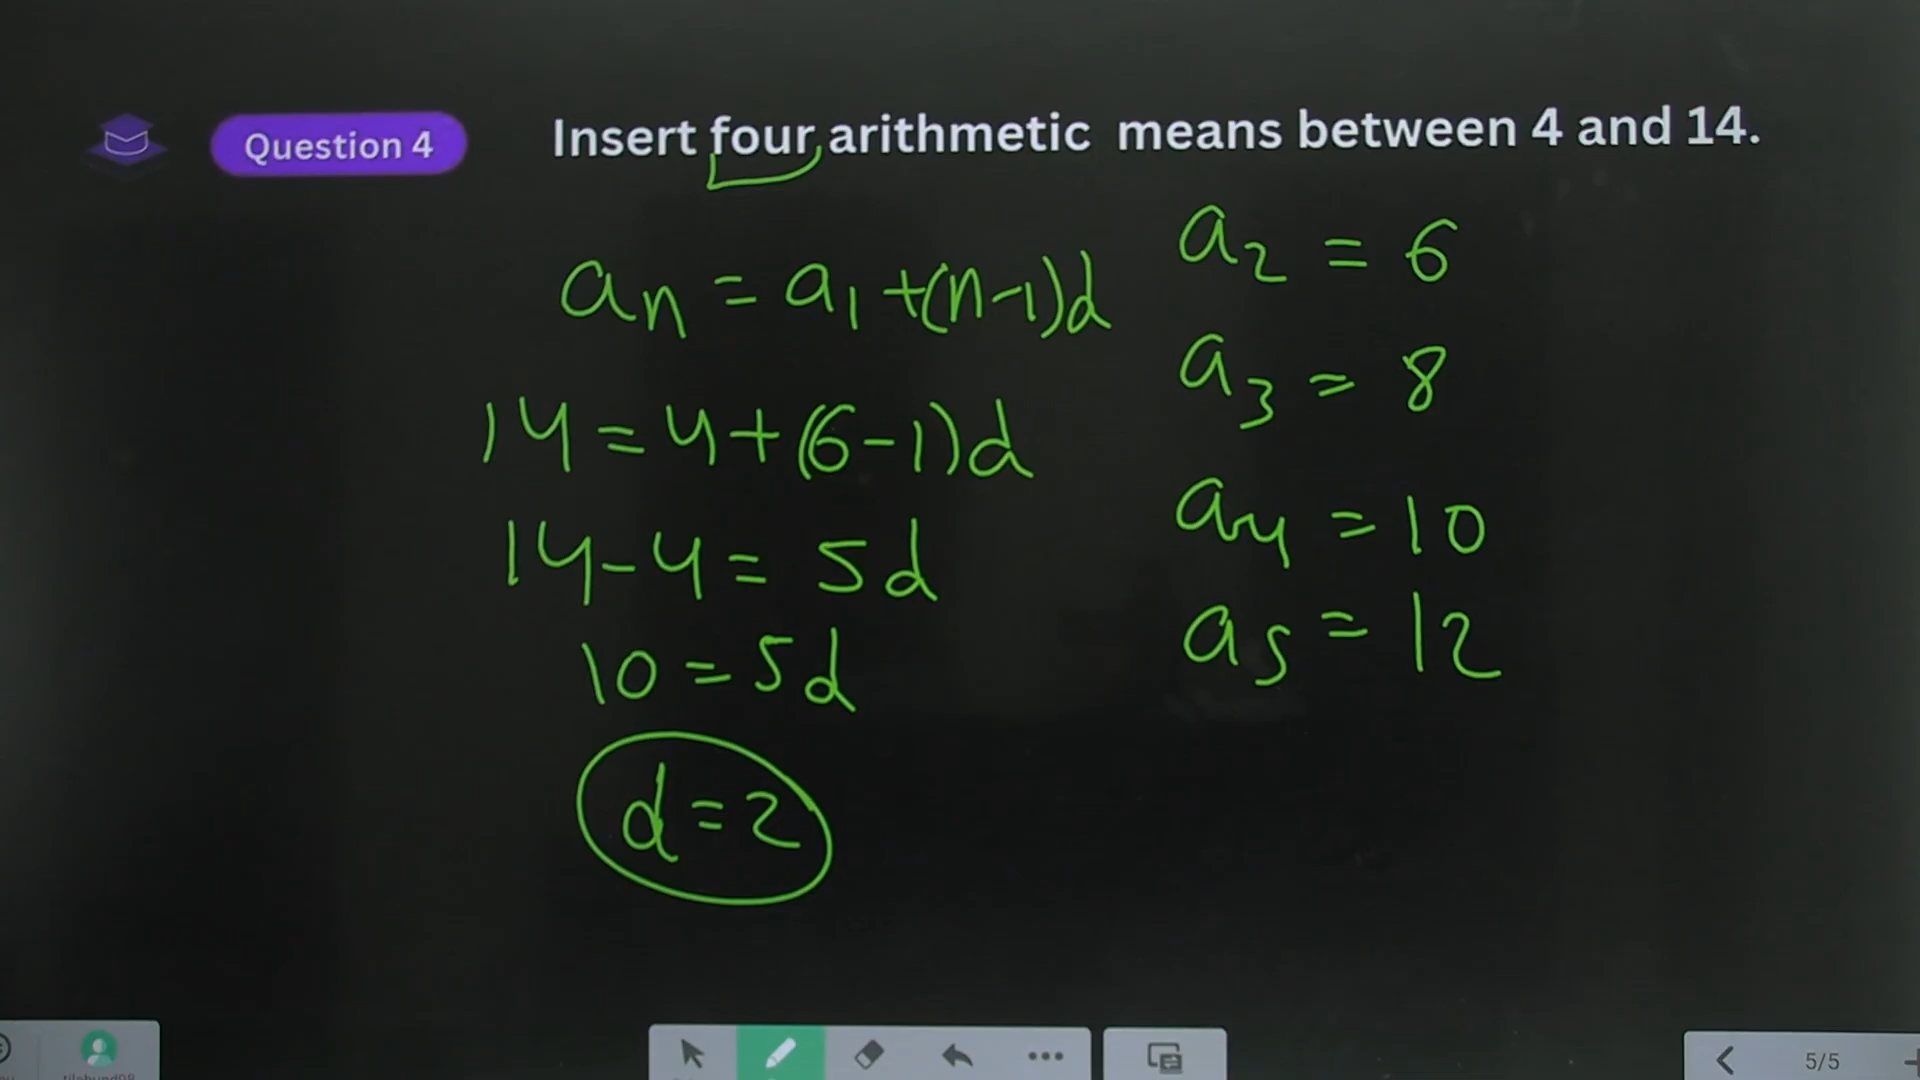 Question 4
Insert four arithmetic means between 4 and 14.
an = a1 +(n-1)d
14 = 4 + (6-1)d
14-4 = 5d
10 = 5d
d = 2
a2 = 6
a3 = 8
a4 = 10
a5 = 12
5/5